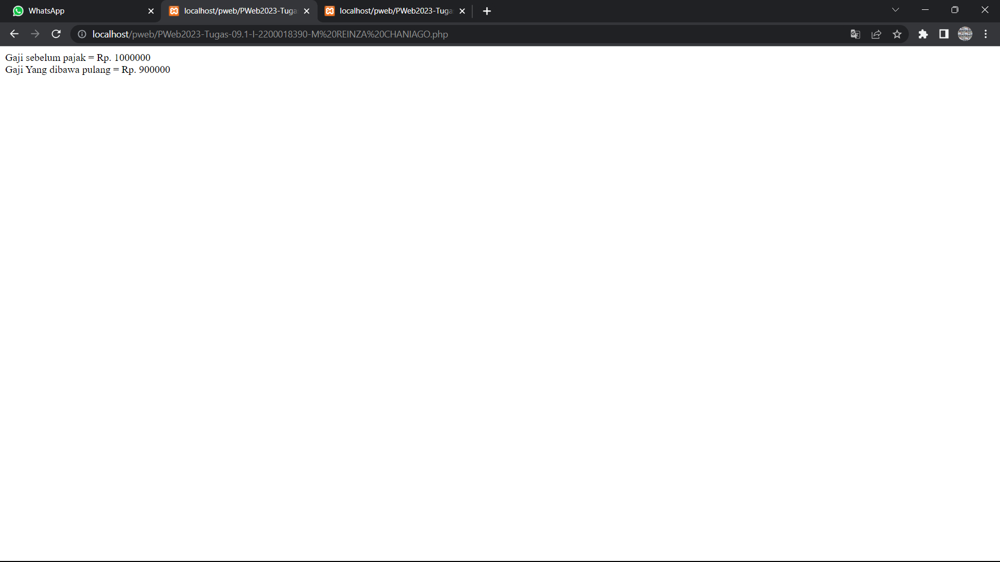 WhatsApp
localhost/pweb/PWeb2023-Tuga
localhost/pweb/PWeb2023-Tuga
localhost/pweb/PWeb2023-Tugas-09.1-I-2200018390-M%20REINZA%20CHANIAGO.php
Gaji sebelum pajak = Rp. 1000000
Gaji Yang dibawa pulang = Rp. 900000